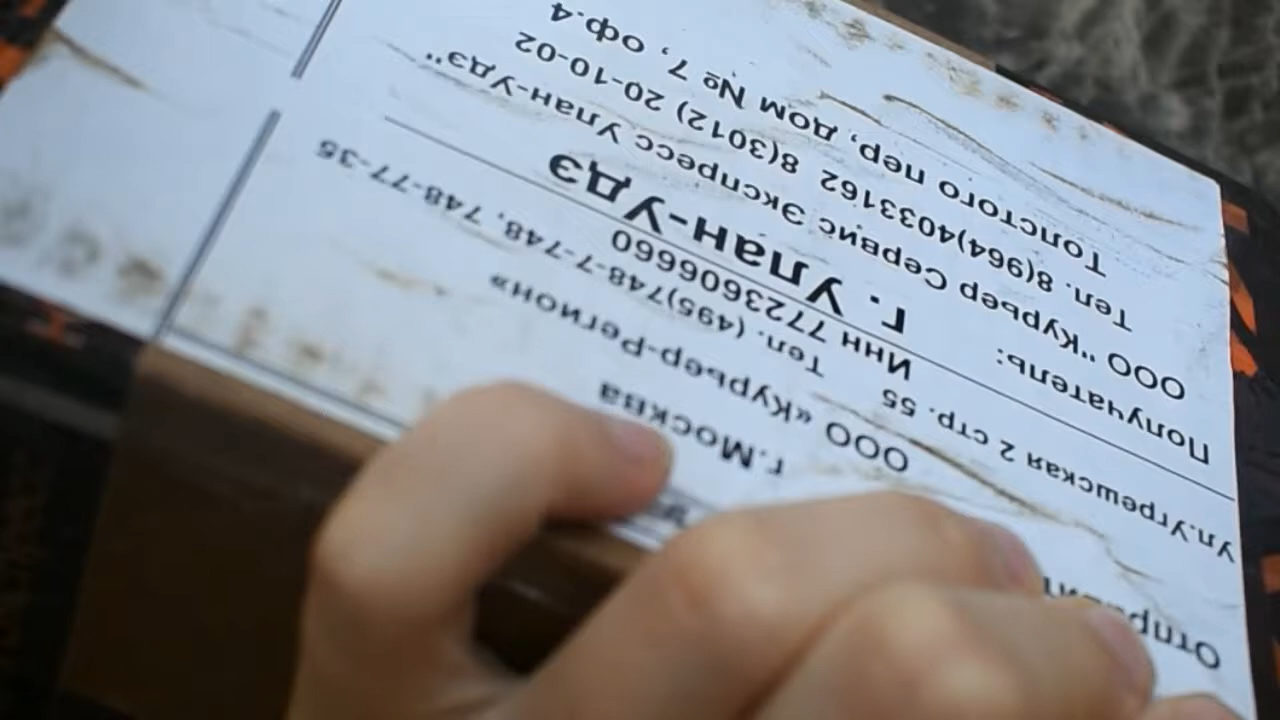 г.Москва
ООО «Курьер-Регион»
ул.Угрешская 2 стр. 55 Тел. (495)748-7-748, 748-77-35
ИНН 7723606660
г. Улан-Удэ
Получатель:
ООО "Курьер Сервис Экспресс Улан-Удэ"
Тел. 8(964)4033162 8(3012) 20-10-02
Толстого пер, дом № 7, оф.4